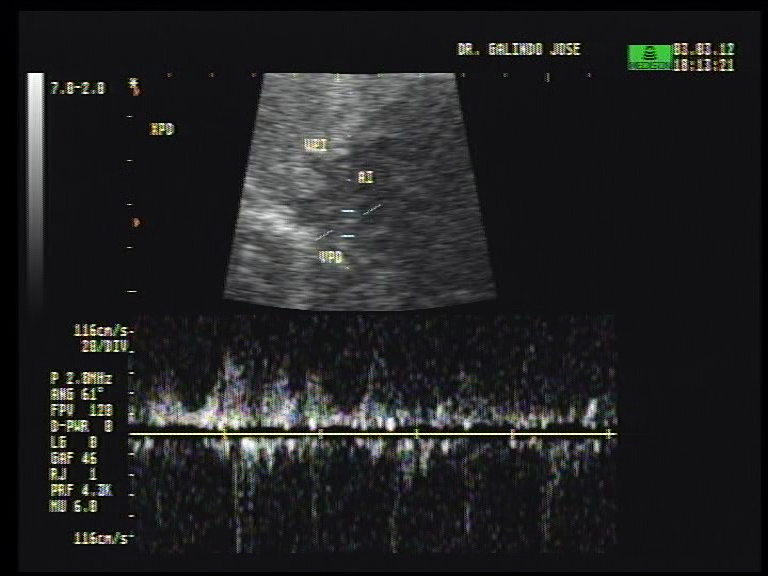 DR. GALINDO JOSE
03.03.12
18:13:21
7.0-2.0
XPD
VPI
AI
VPD
116cm/s
20/DIV
P 2.0MHz
ANG 61°
FPV 120
D-PWR 0
LG 0
GAF 46
RJ 1
PRF 4.3K
MU 6.0
116cm/s